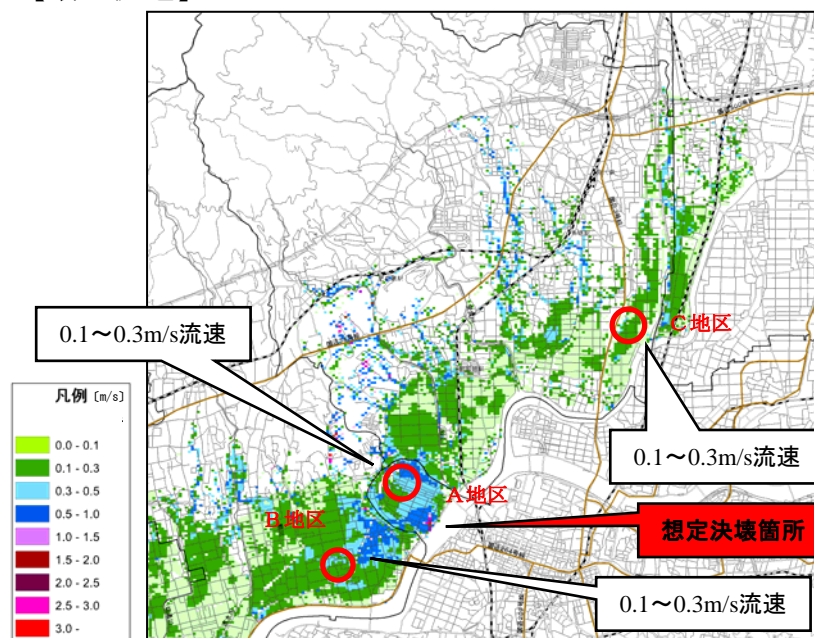 0.1～0.3m/s流速
C地区
凡例 [m/s]
0.0 - 0.1
0.1 - 0.3
0.3 - 0.5
0.5 - 1.0
1.0 - 1.5
1.5 - 2.0
2.0 - 2.5
2.5 - 3.0
3.0 -
0.1～0.3m/s流速
A地区
B地区
想定決壊箇所
0.1～0.3m/s流速